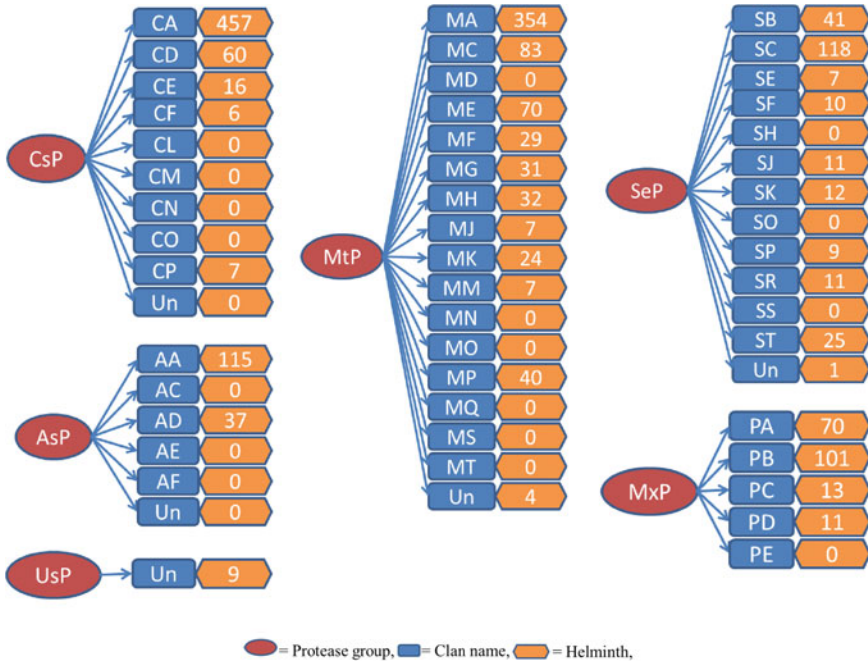 CsP
CA 457
CD 60
CE 16
CF 6
CL 0
CM 0
CN 0
CO 0
CP 7
Un 0
AsP
AA 115
AC 0
AD 37
AE 0
AF 0
Un 0
UsP
Un 9
MtP
MA 354
MC 83
MD 0
ME 70
MF 29
MG 31
MH 32
MJ 7
MK 24
MM 7
MN 0
MO 0
MP 40
MQ 0
MS 0
MT 0
Un 4
SeP
SB 41
SC 118
SE 7
SF 10
SH 0
SJ 11
SK 12
SO 0
SP 9
SR 11
SS 0
ST 25
Un 1
MxP
PA 70
PB 101
PC 13
PD 11
PE 0
= Protease group, = Clan name, = Helminth,